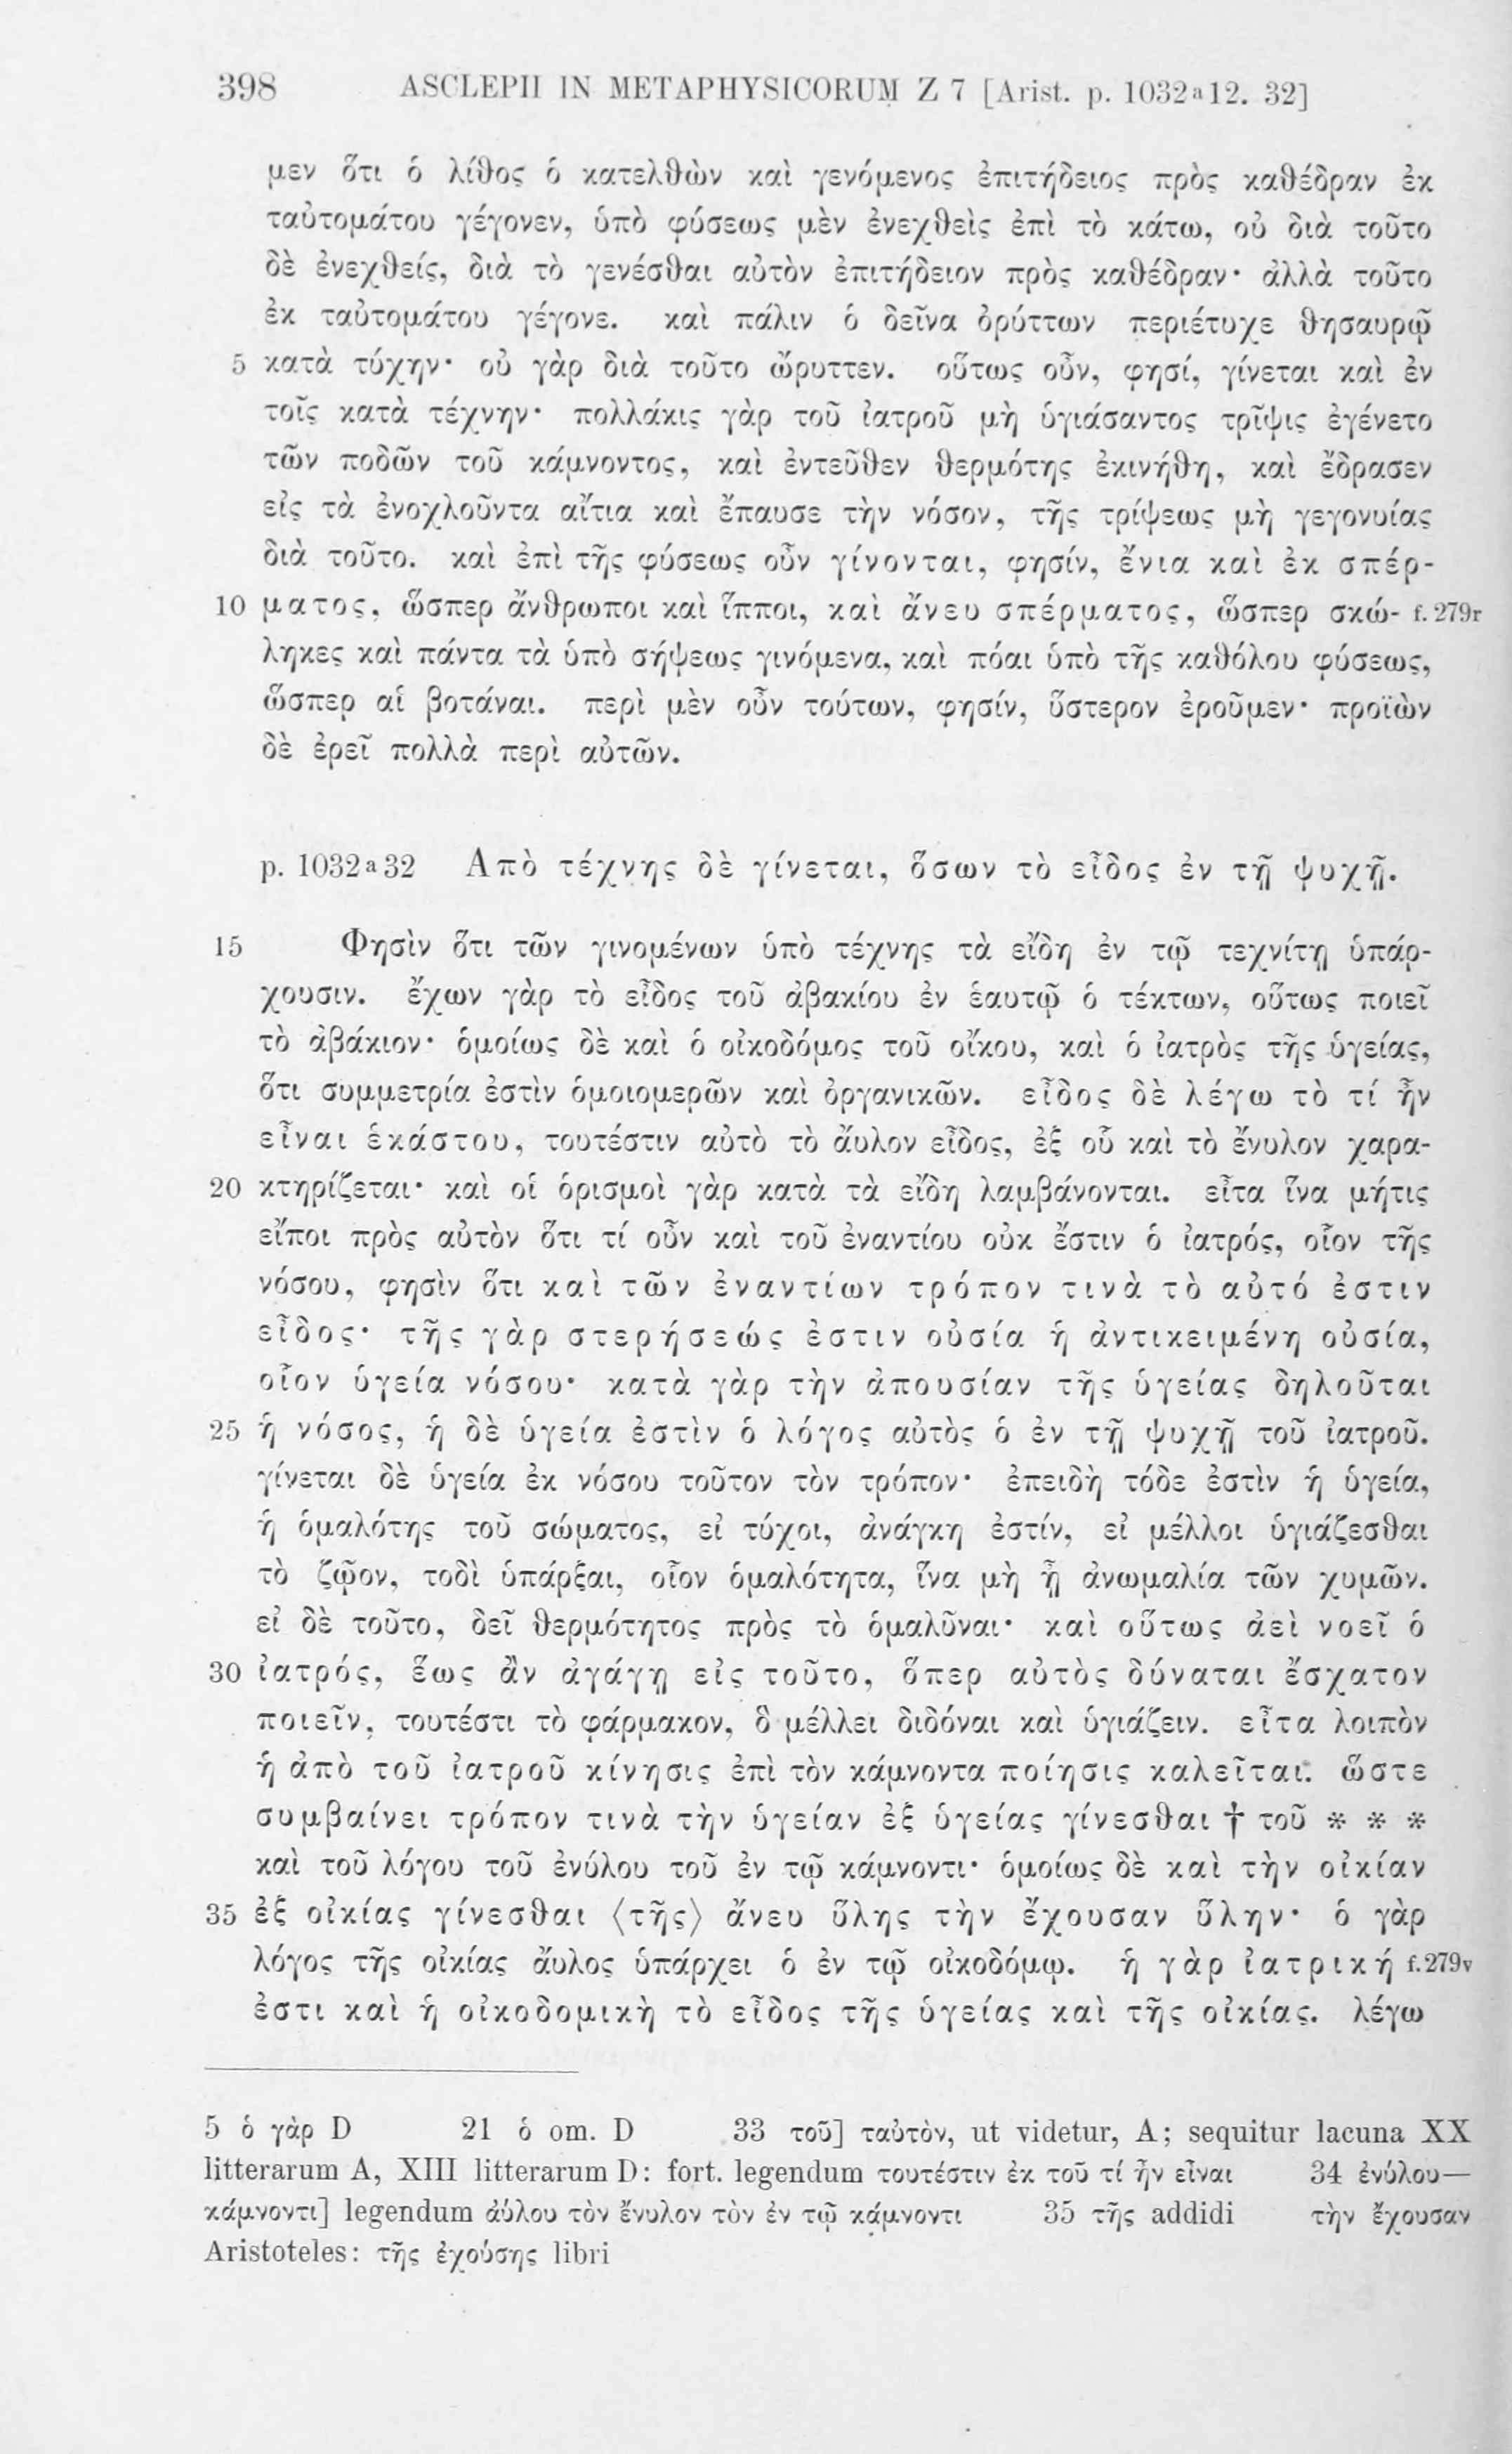 398 ASCLEPII IN METAPHYSICORUM Z 7 [Arist. p. 1032a12. 32]
μεν ὅτι ὁ λίθος ὁ κατελθὼν καὶ γενόμενος ἐπιτήδειος πρὸς καθέδραν ἐκ
ταὐτομάτου γέγονεν, ὑπὸ φύσεως μὲν ἐνεχθεὶς ἐπὶ τὸ κάτω, οὐ διὰ τοῦτο
δὲ ἐνεχθείς, διὰ τὸ γενέσθαι αὐτὸν ἐπιτήδειον πρὸς καθέδραν· ἀλλὰ τοῦτο
ἐκ ταὐτομάτου γέγονε. καὶ πάλιν ὁ δεῖνα ὀρύττων περιέτυχε θησαυρῷ
5 κατὰ τύχην· οὐ γὰρ διὰ τοῦτο ὤρυττεν. οὕτως οὖν, φησί, γίνεται καὶ ἐν
τοῖς κατὰ τέχνην· πολλάκις γὰρ τοῦ ἰατροῦ μὴ ὑγιάσαντος τρῖψις ἐγένετο
τῶν ποδῶν τοῦ κάμνοντος, καὶ ἐντεῦθεν θερμότης ἐκινήθη, καὶ ἔδρασεν
εἰς τὰ ἐνοχλοῦντα αἴτια καὶ ἔπαυσε τὴν νόσον, τῆς τρίψεως μὴ γεγονυίας
διὰ τοῦτο. καὶ ἐπὶ τῆς φύσεως οὖν γίνονται, φησίν, ἔνια καὶ ἐκ σπέρ-
10 ματος, ὥσπερ ἄνθρωποι καὶ ἵπποι, καὶ ἄνευ σπέρματος, ὥσπερ σκώ- f. 279r
ληκες καὶ πάντα τὰ ὑπὸ σήψεως γινόμενα, καὶ πόαι ὑπὸ τῆς καθόλου φύσεως,
ὥσπερ αἱ βοτάναι. περὶ μὲν οὖν τούτων, φησίν, ὕστερον ἐροῦμεν· προϊὼν
δὲ ἐρεῖ πολλὰ περὶ αὐτῶν.
p. 1032a32 Ἀπὸ τέχνης δὲ γίνεται, ὅσων τὸ εἶδος ἐν τῇ ψυχῇ.
15 Φησὶν ὅτι τῶν γινομένων ὑπὸ τέχνης τὰ εἴδη ἐν τῷ τεχνίτῃ ὑπάρ-
χουσιν. ἔχων γὰρ τὸ εἶδος τοῦ ἀβακίου ἐν ἑαυτῷ ὁ τέκτων, οὕτως ποιεῖ
τὸ ἀβάκιον· ὁμοίως δὲ καὶ ὁ οἰκοδόμος τοῦ οἴκου, καὶ ὁ ἰατρὸς τῆς ὑγείας,
ὅτι συμμετρία ἐστὶν ὁμοιομερῶν καὶ ὀργανικῶν. εἶδος δὲ λέγω τὸ τί ἦν
εἶναι ἑκάστου, τουτέστιν αὐτὸ τὸ ἄυλον εἶδος, ἐξ οὗ καὶ τὸ ἔνυλον χαρα-
20 κτηρίζεται· καὶ οἱ ὁρισμοὶ γὰρ κατὰ τὰ εἴδη λαμβάνονται. εἶτα ἵνα μήτις
εἴποι πρὸς αὐτὸν ὅτι τί οὖν καὶ τοῦ ἐναντίου οὐκ ἔστιν ὁ ἰατρός, οἷον τῆς
νόσου, φησὶν ὅτι καὶ τῶν ἐναντίων τρόπον τινὰ τὸ αὐτό ἐστιν
εἶδος· τῆς γὰρ στερήσεώς ἐστιν οὐσία ἡ ἀντικειμένη οὐσία,
οἷον ὑγεία νόσου· κατὰ γὰρ τὴν ἀπουσίαν τῆς ὑγείας δηλοῦται
25 ἡ νόσος, ἡ δὲ ὑγεία ἐστὶν ὁ λόγος αὐτὸς ὁ ἐν τῇ ψυχῇ τοῦ ἰατροῦ.
γίνεται δὲ ὑγεία ἐκ νόσου τοῦτον τὸν τρόπον· ἐπειδὴ τόδε ἐστὶν ἡ ὑγεία,
ἡ ὁμαλότης τοῦ σώματος, εἰ τύχοι, ἀνάγκη ἐστίν, εἰ μέλλοι ὑγιάζεσθαι
τὸ ζῷον, τοδὶ ὑπάρξαι, οἷον ὁμαλότητα, ἵνα μὴ ᾖ ἀνωμαλία τῶν χυμῶν.
εἰ δὲ τοῦτο, δεῖ θερμότητος πρὸς τὸ ὁμαλῦναι· καὶ οὕτως ἀεὶ νοεῖ ὁ
30 ἰατρός, ἕως ἂν ἀγάγῃ εἰς τοῦτο, ὅπερ αὐτὸς δύναται ἔσχατον
ποιεῖν, τουτέστι τὸ φάρμακον, ὃ μέλλει διδόναι καὶ ὑγιάζειν. εἶτα λοιπὸν
ἡ ἀπὸ τοῦ ἰατροῦ κίνησις ἐπὶ τὸν κάμνοντα ποίησις καλεῖται. ὥστε
συμβαίνει τρόπον τινὰ τὴν ὑγείαν ἐξ ὑγείας γίνεσθαι † τοῦ * * *
καὶ τοῦ λόγου τοῦ ἐνύλου τοῦ ἐν τῷ κάμνοντι· ὁμοίως δὲ καὶ τὴν οἰκίαν
35 ἐξ οἰκίας γίνεσθαι ⟨τῆς⟩ ἄνευ ὕλης τὴν ἔχουσαν ὕλην· ὁ γὰρ
λόγος τῆς οἰκίας ἄυλος ὑπάρχει ὁ ἐν τῷ οἰκοδόμῳ. ἡ γὰρ ἰατρική f. 279v
ἐστι καὶ ἡ οἰκοδομικὴ τὸ εἶδος τῆς ὑγείας καὶ τῆς οἰκίας. λέγω
5 ὁ γὰρ D 21 ὁ om. D 33 τοῦ] ταὐτὸν, ut videtur, A; sequitur lacuna XX
litterarum A, XIII litterarum D: fort. legendum τουτέστιν ἐκ τοῦ τί ἦν εἶναι 34 ἐνύλου—
κάμνοντι] legendum ἀύλου τὸν ἔνυλον τὸν ἐν τῷ κάμνοντι 35 τῆς addidi τὴν ἔχουσαν
Aristoteles: τῆς ἐχούσης libri